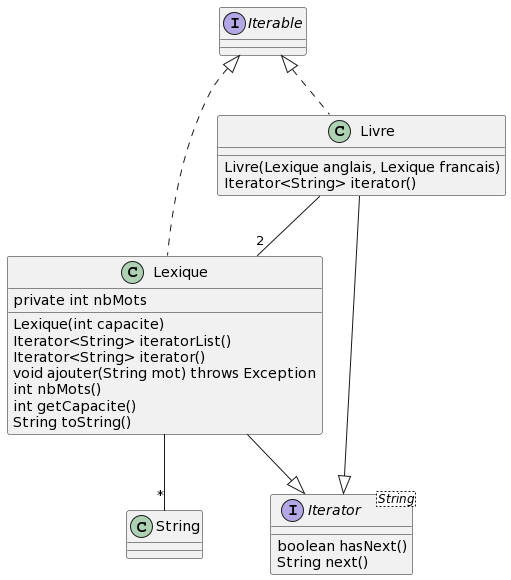 I Iterable
C Livre
Livre(Lexique anglais, Lexique francais)
Iterator<String> iterator()
2
C Lexique
private int nbMots
Lexique(int capacite)
Iterator<String> iteratorList()
Iterator<String> iterator()
void ajouter(String mot) throws Exception
int nbMots()
int getCapacite()
String toString()
*
C String
String
I Iterator
boolean hasNext()
String next()